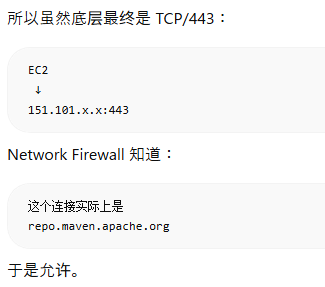 所以虽然底层最终是 TCP/443：
EC2
↓
151.101.x.x:443
Network Firewall 知道：
这个连接实际上是
repo.maven.apache.org
于是允许。